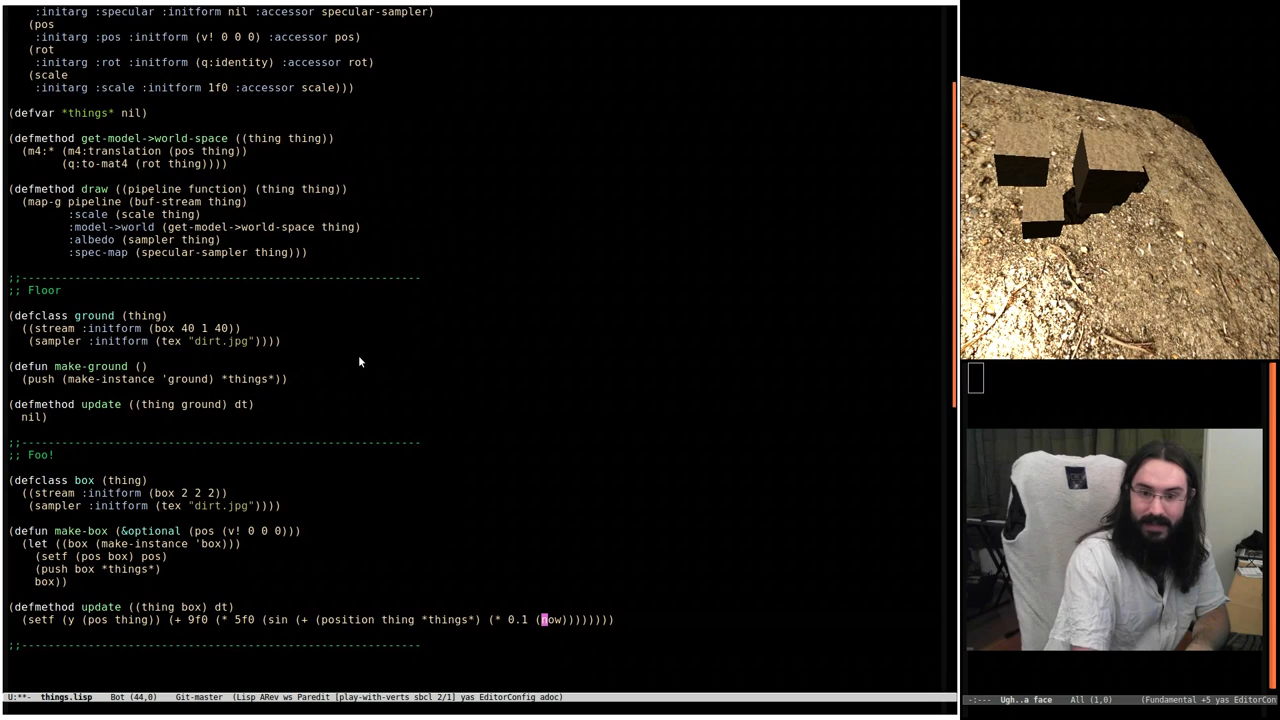 :initarg :specular :initform nil :accessor specular-sampler)
(pos
:initarg :pos :initform (v! 0 0 0) :accessor pos)
(rot
:initarg :rot :initform (q:identity) :accessor rot)
(scale
:initarg :scale :initform 1f0 :accessor scale)))
(defvar *things* nil)
(defmethod get-model->world-space ((thing thing))
(m4:* (m4:translation (pos thing))
(q:to-mat4 (rot thing))))
(defmethod draw ((pipeline function) (thing thing))
(map-g pipeline (buf-stream thing)
:scale (scale thing)
:model->world (get-model->world-space thing)
:albedo (sampler thing)
:spec-map (specular-sampler thing)))
;;------------------------------------------------------------
;; Floor
(defclass ground (thing)
((stream :initform (box 40 1 40))
(sampler :initform (tex "dirt.jpg"))))
(defun make-ground ()
(push (make-instance 'ground) *things*))
(defmethod update ((thing ground) dt)
nil)
;;------------------------------------------------------------
;; Foo!
(defclass box (thing)
((stream :initform (box 2 2 2))
(sampler :initform (tex "dirt.jpg"))))
(defun make-box (&optional (pos (v! 0 0 0)))
(let ((box (make-instance 'box)))
(setf (pos box) pos)
(push box *things*)
box))
(defmethod update ((thing box) dt)
(setf (y (pos thing)) (+ 9f0 (* 5f0 (sin (+ (position thing *things*) (* 0.1 (now))))))))
;;------------------------------------------------------------
U:**- things.lisp Bot (44,0) Git-master (Lisp ARev ws Paredit [play-with-verts sbcl 2/1] yas EditorConfig adoc)
-:--- Ugh..a face All (1,0) (Fundamental +5 yas EditorCon